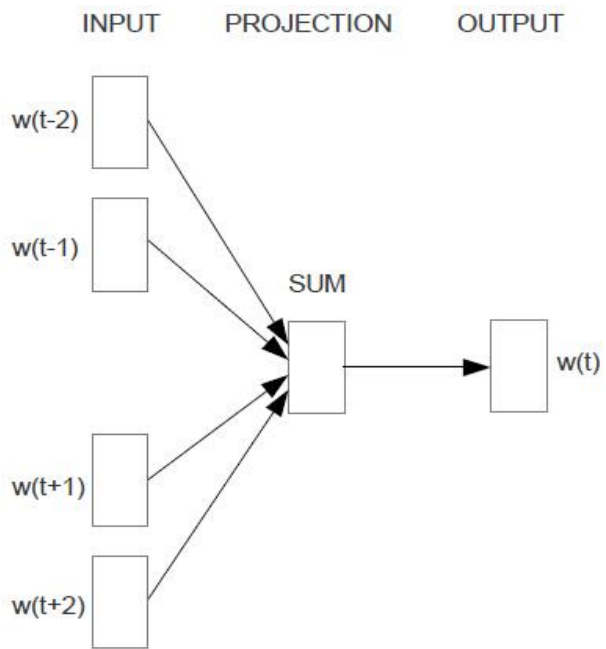 INPUT PROJECTION OUTPUT
w(t-2)
w(t-1)
SUM
w(t)
w(t+1)
w(t+2)